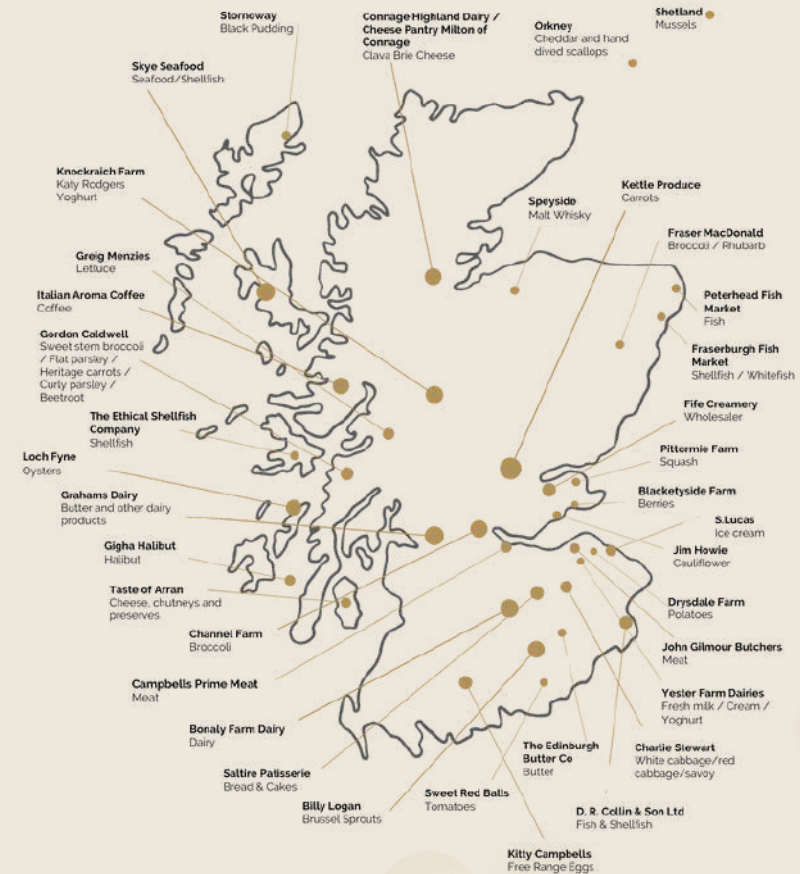 Stornoway
Black Pudding
Connage Highland Dairy /
Cheese Pantry Milton of
Connage
Clava Brie Cheese
Orkney
Cheddar and hand
dived scallops
Shetland
Mussels
Skye Seafood
Seafood/Shellfish
Knockraich Farm
Katy Rodgers
Yoghurt
Speyside
Malt Whisky
Kettle Produce
Carrots
Fraser MacDonald
Broccoli / Rhubarb
Greig Menzies
Lettuce
Italian Aroma Coffee
Coffee
Peterhead Fish
Market
Fish
Gordon Caldwell
Sweet stem broccoli
/ Flat parsley /
Heritage carrots /
Curly parsley /
Beetroot
Fraserburgh Fish
Market
Shellfish / Whitefish
The Ethical Shellfish
Company
Shellfish
Fife Creamery
Wholesaler
Loch Fyne
Oysters
Pittormie Farm
Squash
Grahams Dairy
Butter and other dairy
products
Blacketyside Farm
Berries
S.Lucas
Ice cream
Gigha Halibut
Halibut
Jim Howie
Cauliflower
Taste of Arran
Cheese, chutneys and
preserves
Drysdale Farm
Potatoes
Channel Farm
Broccoli
John Gilmour Butchers
Meat
Campbells Prime Meat
Meat
Yester Farm Dairies
Fresh milk / Cream /
Yoghurt
Bonaly Farm Dairy
Dairy
The Edinburgh
Butter Co
Butter
Charlie Stewart
White cabbage/red
cabbage/savoy
Saltire Patisserie
Bread & Cakes
Billy Logan
Brussel Sprouts
Sweet Red Balls
Tomatoes
D. R. Collin & Son Ltd
Fish & Shellfish
Kitty Campbells
Free Range Eggs